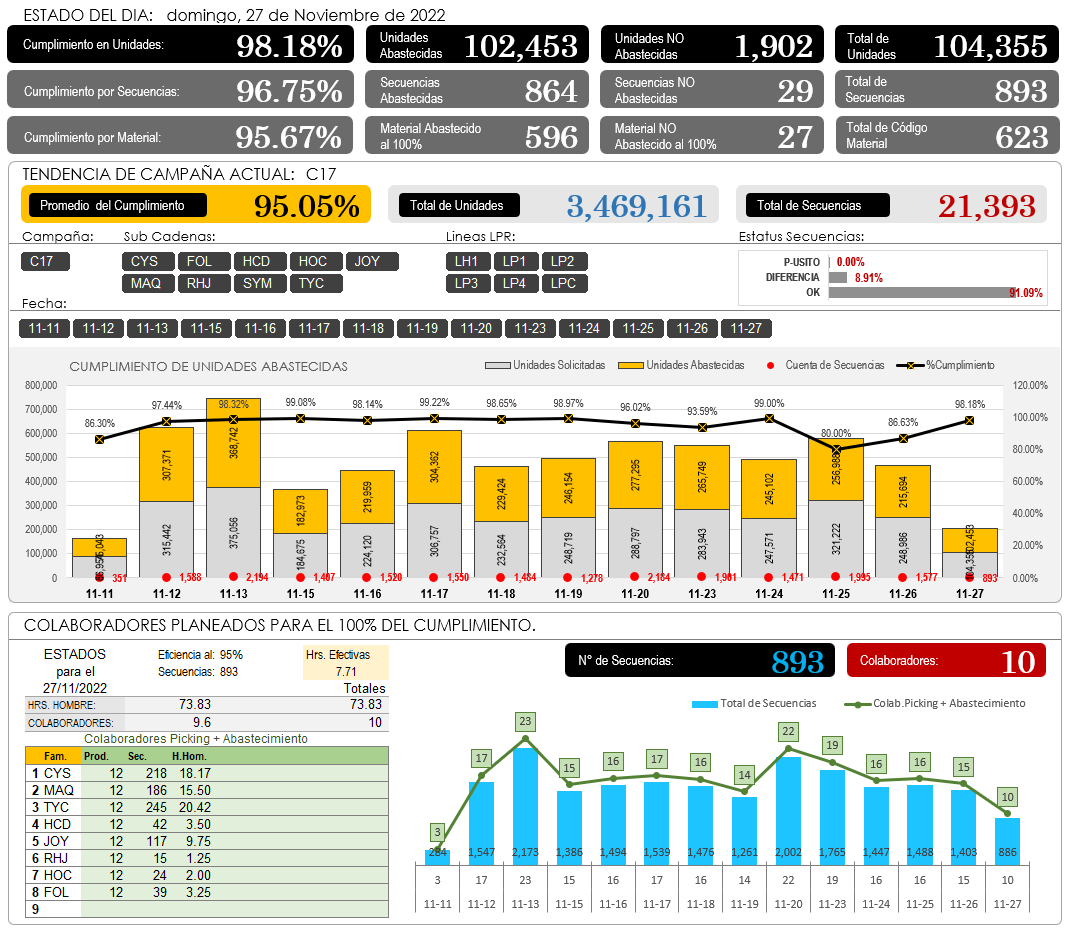 ESTADO DEL DIA: domingo, 27 de Noviembre de 2022
Cumplimiento en Unidades: 98.18%
Unidades Abastecidas 102,453
Unidades NO Abastecidas 1,902
Total de Unidades 104,355
Cumplimiento por Secuencias: 96.75%
Secuencias Abastecidas 864
Secuencias NO Abastecidas 29
Total de Secuencias 893
Cumplimiento por Material: 95.67%
Material Abastecido al 100% 596
Material NO Abastecido al 100% 27
Total de Código Material 623
TENDENCIA DE CAMPAÑA ACTUAL: C17
Promedio del Cumplimiento 95.05%
Total de Unidades 3,469,161
Total de Secuencias 21,393
Campaña: Sub Cadenas: Lineas LPR: Estatus Secuencias:
C17 CYS FOL HCD HOC JOY LH1 LP1 LP2
MAQ RHJ SYM TYC LP3 LP4 LPC
P-USITO 0.00%
DIFERENCIA 8.91%
OK 91.09%
Fecha:
11-11 11-12 11-13 11-15 11-16 11-17 11-18 11-19 11-20 11-23 11-24 11-25 11-26 11-27
CUMPLIMIENTO DE UNIDADES ABASTECIDAS
Unidades Solicitadas Unidades Abastecidas Cuenta de Secuencias %Cumplimiento
800,000
700,000
600,000
500,000
400,000
300,000
200,000
100,000
0
120.00%
100.00%
80.00%
60.00%
40.00%
20.00%
0.00%
86.30% 97.44% 98.32% 99.08% 98.14% 99.22% 98.65% 98.97% 96.02% 93.59% 99.00% 80.00% 86.63% 98.18%
307,371 368,742 182,973 219,959 304,362 229,424 246,154 277,295 265,749 245,102 256,988 215,694 102,453
315,442 375,056 184,675 224,120 306,757 232,564 248,719 288,797 283,943 247,571 321,222 248,986 104,355
351 1,588 2,194 1,407 1,520 1,550 1,484 1,278 2,184 1,901 1,471 1,995 1,577 893
11-11 11-12 11-13 11-15 11-16 11-17 11-18 11-19 11-20 11-23 11-24 11-25 11-26 11-27
COLABORADORES PLANEADOS PARA EL 100% DEL CUMPLIMIENTO.
ESTADOS para el 27/11/2022
Eficiencia al: 95%
Secuencias: 893
Hrs. Efectivas
7.71
Totales
HRS. HOMBRE: 73.83 73.83
COLABORADORES: 9.6 10
Colaboradores Picking + Abastecimiento
Fam. Prod. Sec. H.Hom.
1 CYS 12 218 18.17
2 MAQ 12 186 15.50
3 TYC 12 245 20.42
4 HCD 12 42 3.50
5 JOY 12 117 9.75
6 RHJ 12 15 1.25
7 HOC 12 24 2.00
8 FOL 12 39 3.25
9
N° de Secuencias: 893
Colaboradores: 10
Total de Secuencias Colab.Picking + Abastecimiento
3 17 23 15 16 17 16 14 22 19 16 16 15 10
284 1,547 2,173 1,386 1,494 1,539 1,476 1,261 2,002 1,765 1,447 1,488 1,403 886
3 17 23 15 16 17 16 14 22 19 16 16 15 10
11-11 11-12 11-13 11-15 11-16 11-17 11-18 11-19 11-20 11-23 11-24 11-25 11-26 11-27